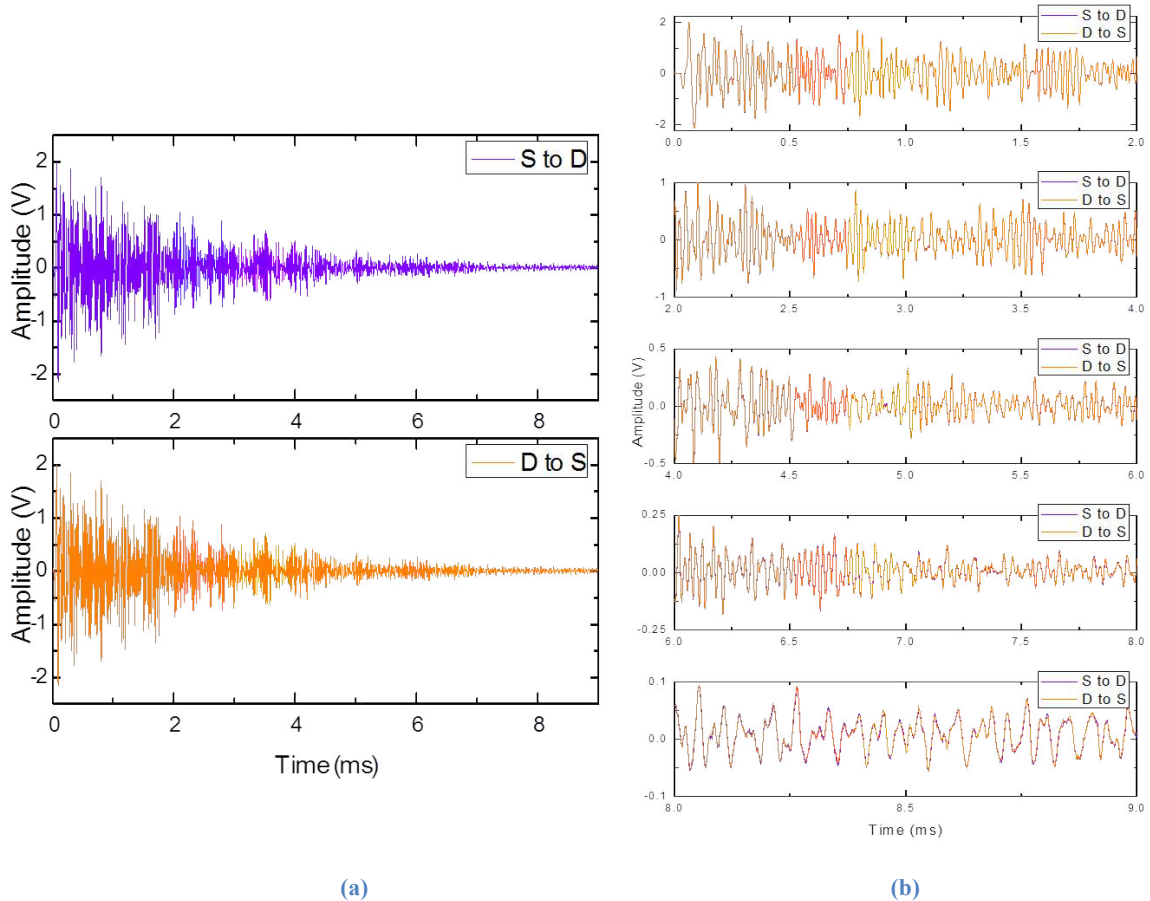 S to D
Amplitude (V)
2
1
0
-1
-2
0 2 4 6 8
D to S
Amplitude (V)
2
1
0
-1
-2
0 2 4 6 8
Time (ms)
(a)
S to D
D to S
2
0
-2
0.0 0.5 1.0 1.5 2.0
S to D
D to S
1
0
-1
2.0 2.5 3.0 3.5 4.0
S to D
D to S
Amplitude (V)
0.5
0.0
-0.5
4.0 4.5 5.0 5.5 6.0
S to D
D to S
0.25
0.00
-0.25
6.0 6.5 7.0 7.5 8.0
S to D
D to S
0.1
0.0
-0.1
8.0 8.5 9.0
Time (ms)
(b)